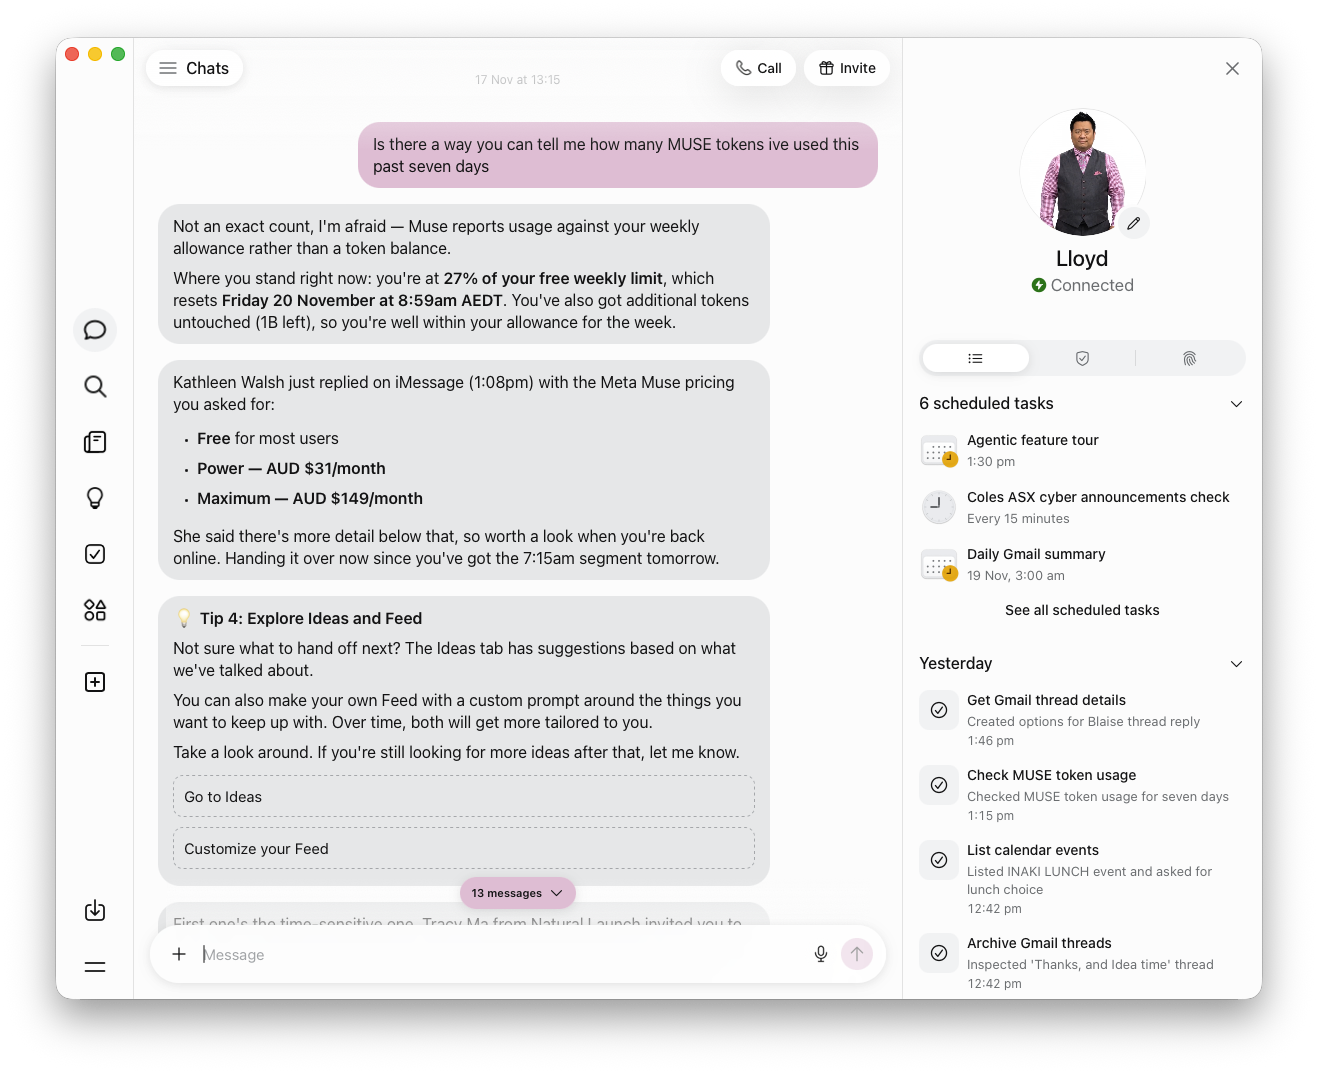 Chats
17 Nov at 13:15
Call
Invite
Is there a way you can tell me how many MUSE tokens ive used this
past seven days
Not an exact count, I'm afraid — Muse reports usage against your weekly
allowance rather than a token balance.
Where you stand right now: you're at 27% of your free weekly limit, which
resets Friday 20 November at 8:59am AEDT. You've also got additional tokens
untouched (1B left), so you're well within your allowance for the week.
Kathleen Walsh just replied on iMessage (1:08pm) with the Meta Muse pricing
you asked for:
• Free for most users
• Power — AUD $31/month
• Maximum — AUD $149/month
She said there's more detail below that, so worth a look when you're back
online. Handing it over now since you've got the 7:15am segment tomorrow.
💡 Tip 4: Explore Ideas and Feed
Not sure what to hand off next? The Ideas tab has suggestions based on what
we've talked about.
You can also make your own Feed with a custom prompt around the things you
want to keep up with. Over time, both will get more tailored to you.
Take a look around. If you're still looking for more ideas after that, let me know.
Go to Ideas
Customize your Feed
13 messages
First one's the time-sensitive one. Tracy Ma from Natural Launch invited you to
Message
Lloyd
Connected
6 scheduled tasks
Agentic feature tour
1:30 pm
Coles ASX cyber announcements check
Every 15 minutes
Daily Gmail summary
19 Nov, 3:00 am
See all scheduled tasks
Yesterday
Get Gmail thread details
Created options for Blaise thread reply
1:46 pm
Check MUSE token usage
Checked MUSE token usage for seven days
1:15 pm
List calendar events
Listed INAKI LUNCH event and asked for
lunch choice
12:42 pm
Archive Gmail threads
Inspected 'Thanks, and Idea time' thread
12:42 pm